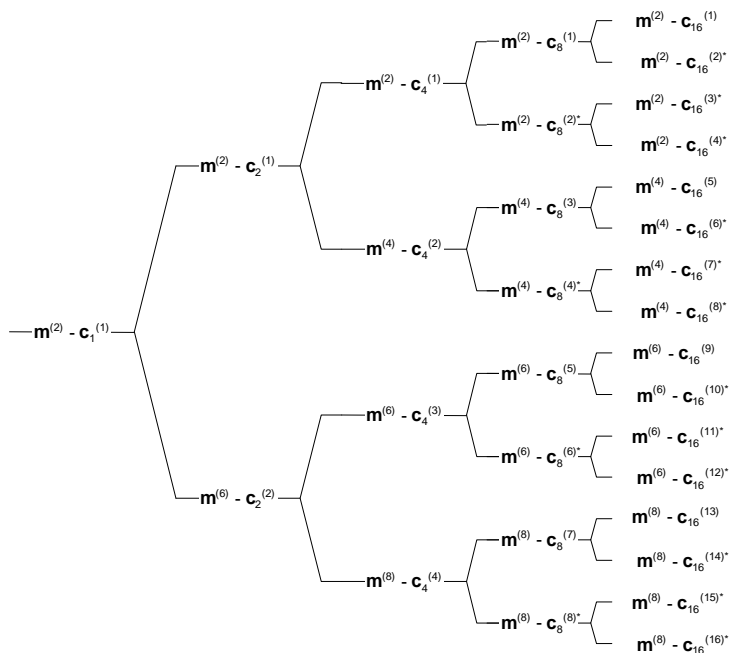 m⁽²⁾ - c₁₆⁽¹⁾
m⁽²⁾ - c₈⁽¹⁾
m⁽²⁾ - c₁₆⁽²⁾*
m⁽²⁾ - c₄⁽¹⁾
m⁽²⁾ - c₁₆⁽³⁾*
m⁽²⁾ - c₈⁽²⁾*
m⁽²⁾ - c₁₆⁽⁴⁾*
m⁽²⁾ - c₂⁽¹⁾
m⁽⁴⁾ - c₁₆⁽⁵⁾
m⁽⁴⁾ - c₈⁽³⁾
m⁽⁴⁾ - c₁₆⁽⁶⁾*
m⁽⁴⁾ - c₄⁽²⁾
m⁽⁴⁾ - c₁₆⁽⁷⁾*
m⁽⁴⁾ - c₈⁽⁴⁾*
m⁽⁴⁾ - c₁₆⁽⁸⁾*
m⁽²⁾ - c₁⁽¹⁾
m⁽⁶⁾ - c₁₆⁽⁹⁾
m⁽⁶⁾ - c₈⁽⁵⁾
m⁽⁶⁾ - c₁₆⁽¹⁰⁾*
m⁽⁶⁾ - c₄⁽³⁾
m⁽⁶⁾ - c₁₆⁽¹¹⁾*
m⁽⁶⁾ - c₈⁽⁶⁾*
m⁽⁶⁾ - c₁₆⁽¹²⁾*
m⁽⁶⁾ - c₂⁽²⁾
m⁽⁸⁾ - c₁₆⁽¹³⁾
m⁽⁸⁾ - c₈⁽⁷⁾
m⁽⁸⁾ - c₁₆⁽¹⁴⁾*
m⁽⁸⁾ - c₄⁽⁴⁾
m⁽⁸⁾ - c₁₆⁽¹⁵⁾*
m⁽⁸⁾ - c₈⁽⁸⁾*
m⁽⁸⁾ - c₁₆⁽¹⁶⁾*